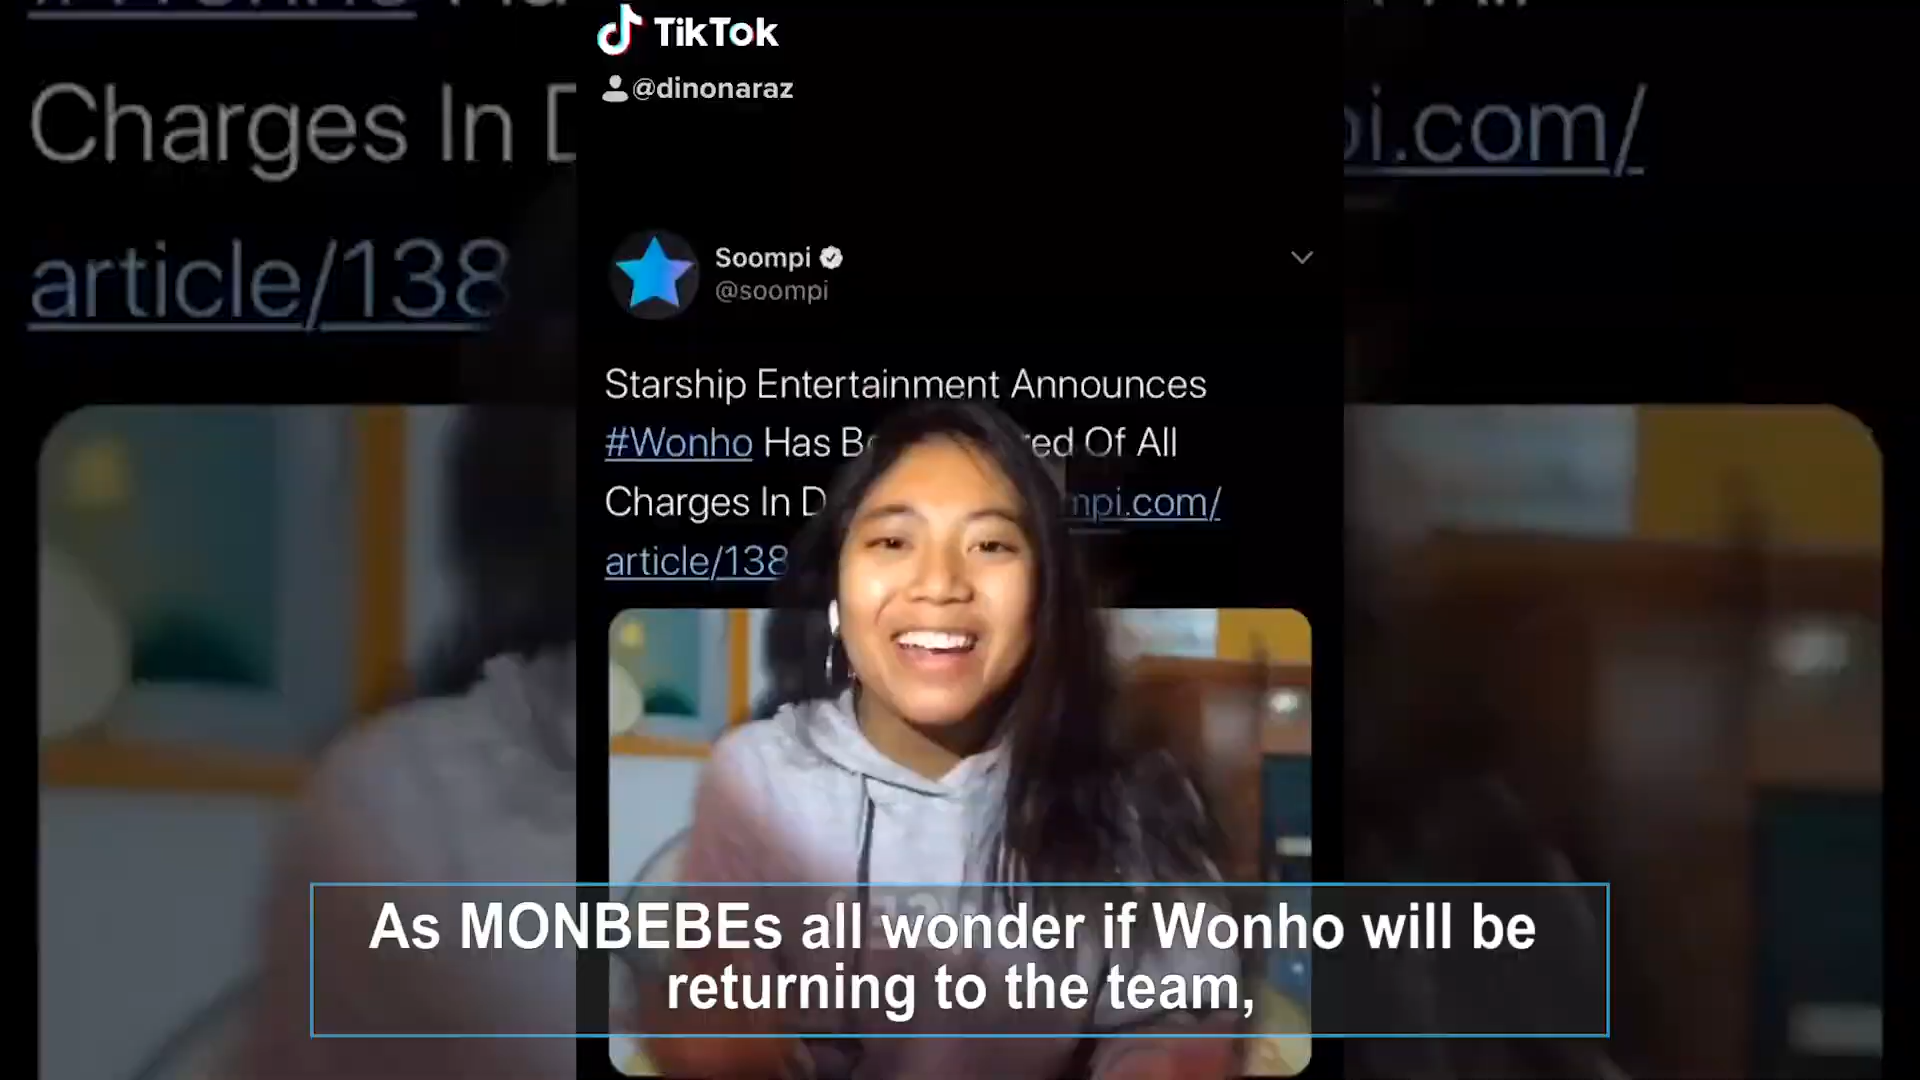 TikTok
@dinonaraz
Charges In
pi.com/
article/138
Soompi
@soompi
Starship Entertainment Announces
#Wonho Has Of All
Charges In mpi.com/
article/138
As MONBEBEs all wonder if Wonho will be
returning to the team,